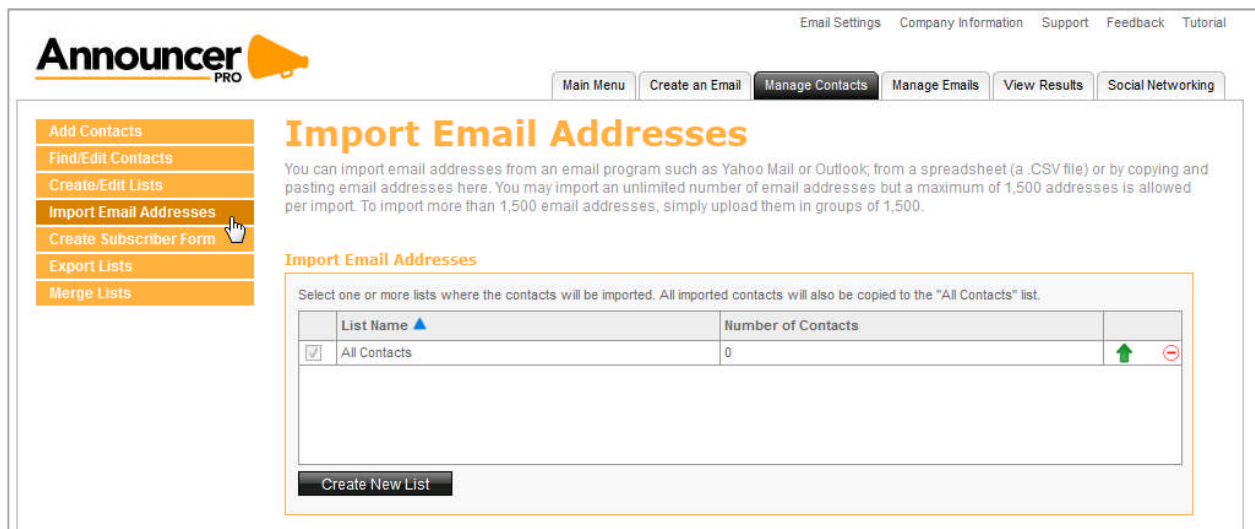 Email Settings Company Information Support Feedback Tutorial
Announcer
PRO
Main Menu Create an Email Manage Contacts Manage Emails View Results Social Networking
Add Contacts
Find/Edit Contacts
Create/Edit Lists
Import Email Addresses
Create Subscriber Form
Export Lists
Merge Lists
Import Email Addresses
You can import email addresses from an email program such as Yahoo Mail or Outlook; from a spreadsheet (a .CSV file) or by copying and
pasting email addresses here. You may import an unlimited number of email addresses but a maximum of 1,500 addresses is allowed
per import. To import more than 1,500 email addresses, simply upload them in groups of 1,500.
Import Email Addresses
Select one or more lists where the contacts will be imported. All imported contacts will also be copied to the "All Contacts" list.
List Name Number of Contacts
All Contacts 0
Create New List